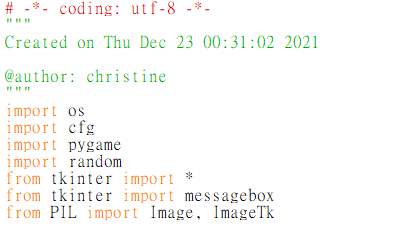 # -*- coding: utf-8 -*-
"""
Created on Thu Dec 23 00:31:02 2021

@author: christine
"""
import os
import cfg
import pygame
import random
from tkinter import *
from tkinter import messagebox
from PIL import Image, ImageTk